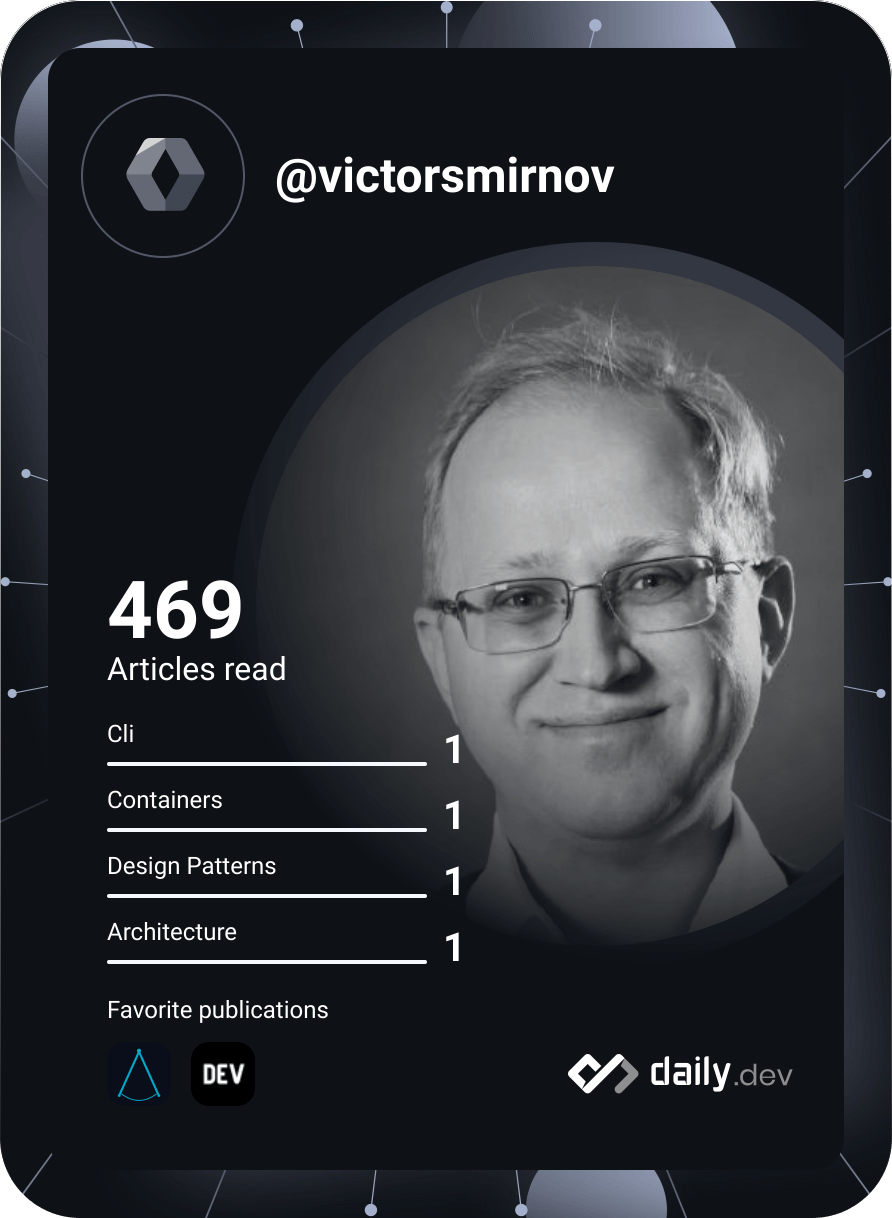 @victorsmirnov
469
Articles read
Cli
1
Containers
1
Design Patterns
1
Architecture
1
Favorite publications
DEV
daily.dev